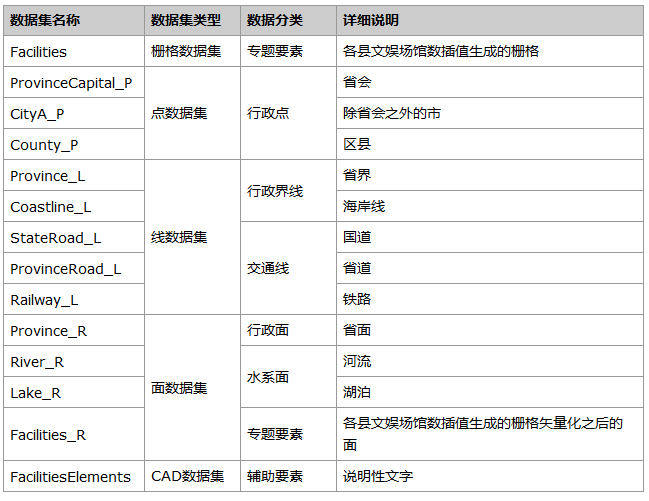 数据集名称 数据集类型 数据分类 详细说明
Facilities 栅格数据集 专题要素 各县文娱场馆数插值生成的栅格
ProvinceCapital_P 点数据集 行政点 省会
CityA_P 除省会之外的市
County_P 区县
Province_L 线数据集 行政界线 省界
Coastline_L 海岸线
StateRoad_L 交通线 国道
ProvinceRoad_L 省道
Railway_L 铁路
Province_R 面数据集 行政面 省面
River_R 水系面 河流
Lake_R 湖泊
Facilities_R 专题要素 各县文娱场馆数插值生成的栅格矢量化之后的
面
FacilitiesElements CAD数据集 辅助要素 说明性文字